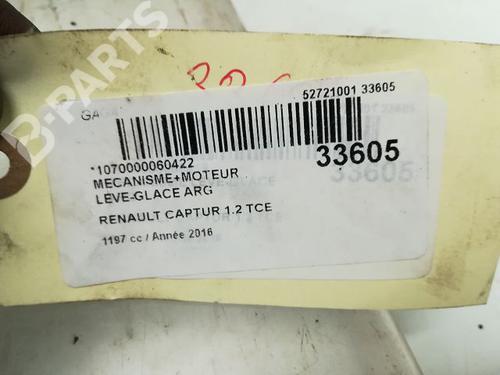 B-PARTS
52721001 33605
GA
33605
*1070000060422
MECANISME+MOTEUR
LEVE-GLACE ARG
RENAULT CAPTUR 1.2 TCE
1197 cc / Année 2016